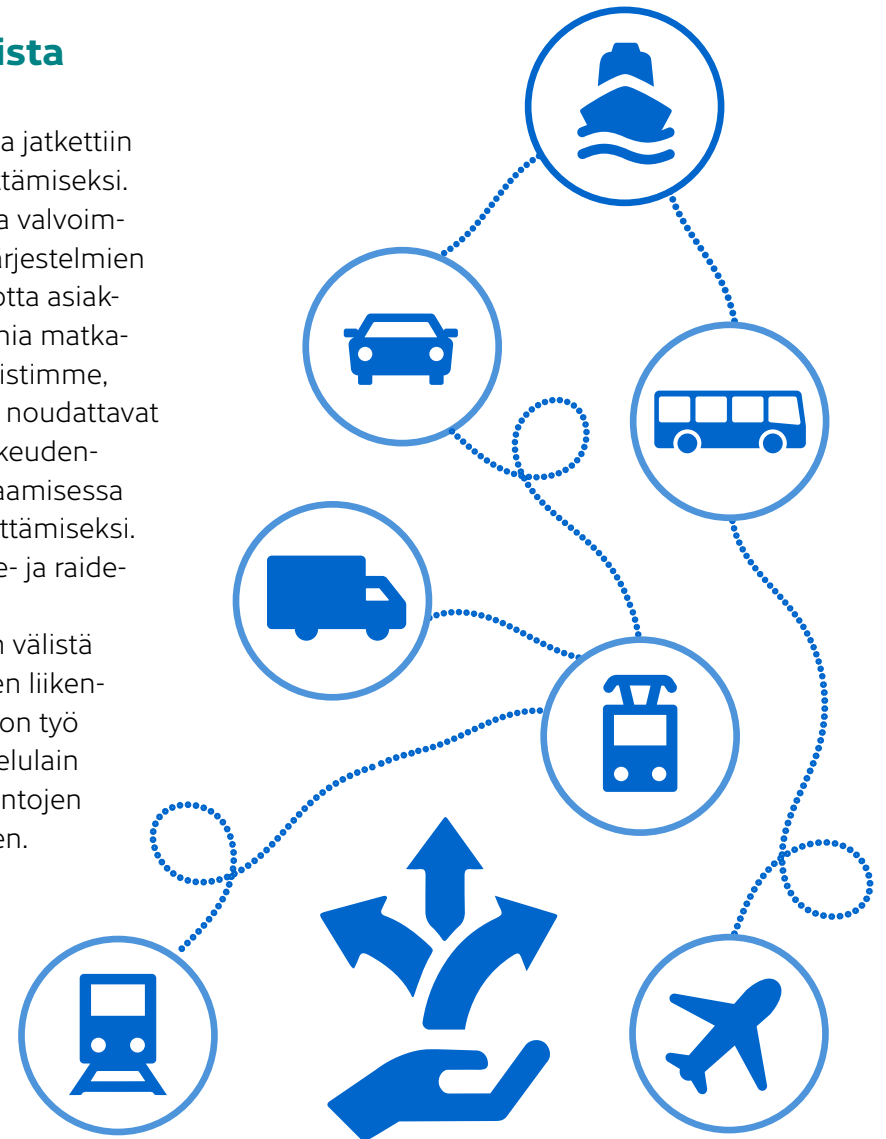 ista
a jatkettiin
ttämiseksi.
a valvoim-
ärjestelmien
otta asiak-
nia matka-
istimme,
noudattavat
keuden-
aamisessa
ttämiseksi.
e- ja raide-
n välistä
en liiken-
on työ
elulain
ntojen
en.